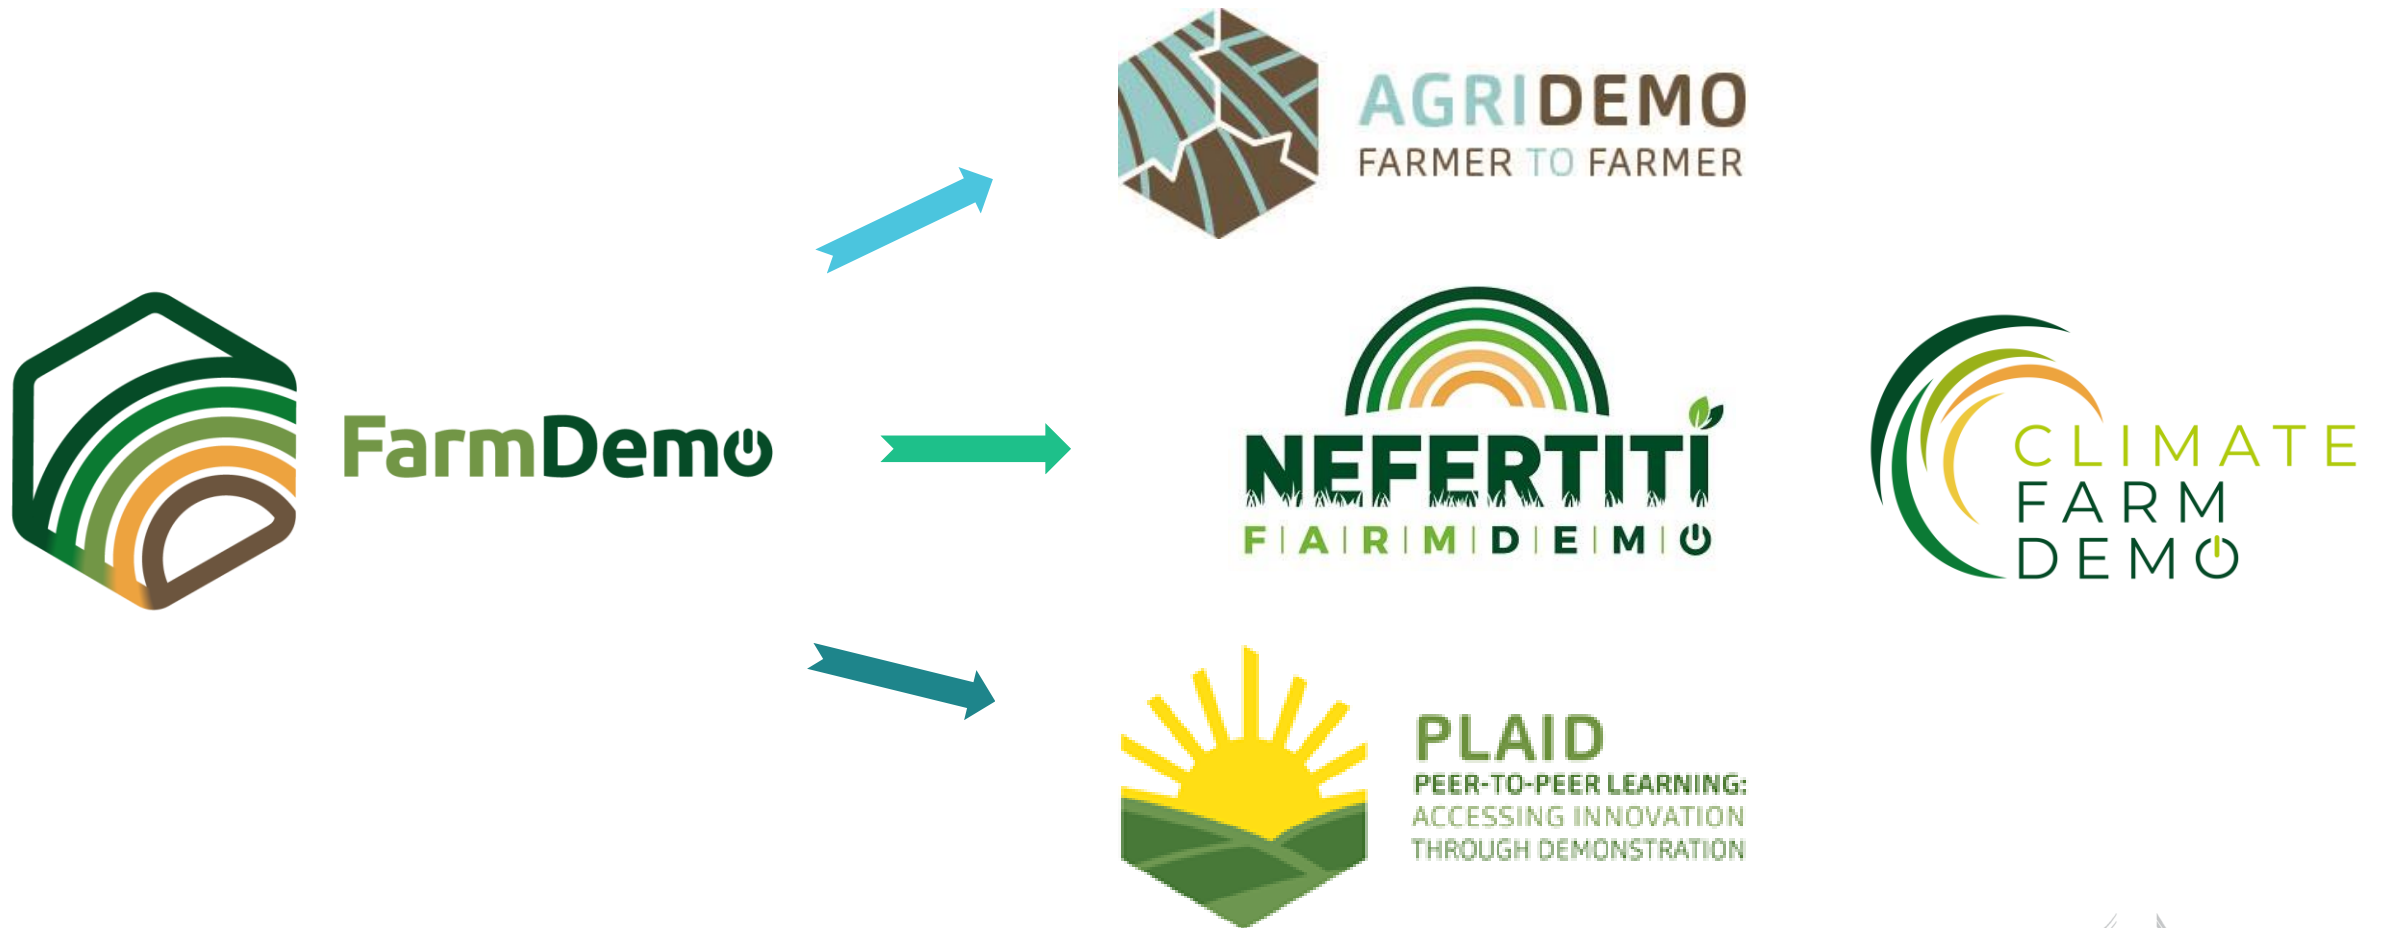 FarmDemo
AGRIDEMO
FARMER TO FARMER
NEFERTITI
F|A|R|M|D|E|M|O
CLIMATE
FARM
DEMO
PLAID
PEER-TO-PEER LEARNING:
ACCESSING INNOVATION
THROUGH DEMONSTRATION